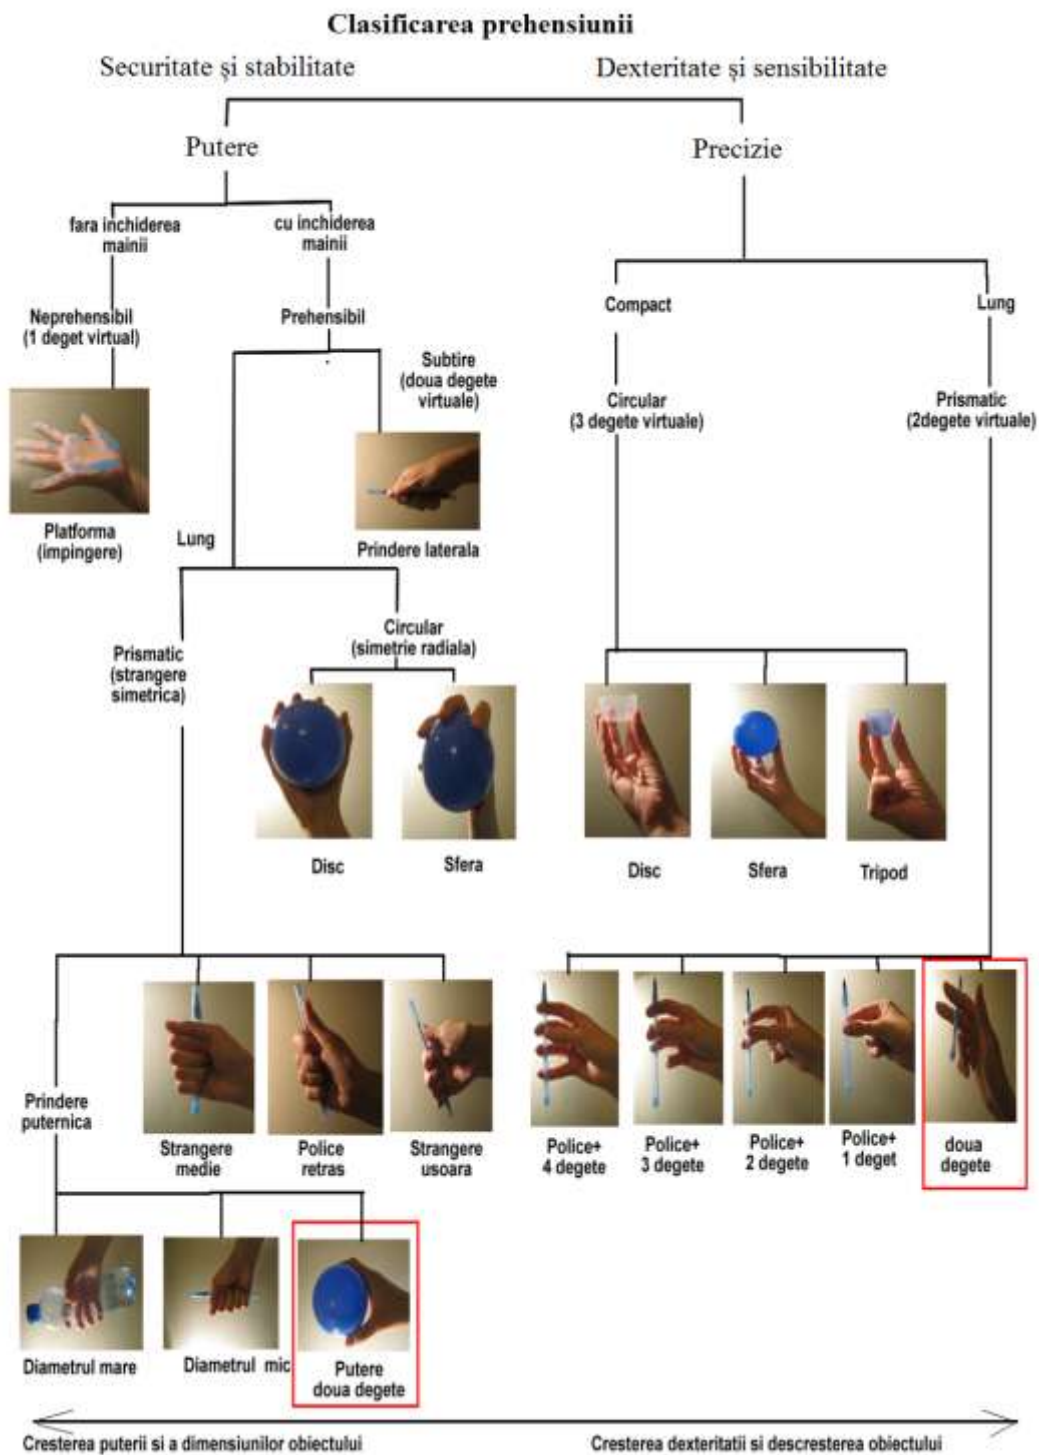 Clasificarea prehensiunii
Securitate și stabilitate
Dexteritate și sensibilitate
Putere
Precizie
fara inchiderea
mainii
cu inchiderea
mainii
Neprehensibil
(1 deget virtual)
Prehensibil
Compact
Lung
Subtire
(doua degete
virtuale)
Circular
(3 degete virtuale)
Prismatic
(2degete virtuale)
Platforma
(impingere)
Lung
Prindere laterala
Prismatic
(strangere
simetrica)
Circular
(simetrie radiala)
Disc
Sfera
Disc
Sfera
Tripod
Prindere
puternica
Strangere
medie
Police
retras
Strangere
usoara
Police+
4 degete
Police+
3 degete
Police+
2 degete
Police+
1 deget
doua
degete
Diametrul mare
Diametrul mic
Putere
doua degete
Cresterea puterii si a dimensiunilor obiectului
Cresterea dexteritatii si descresterea obiectului